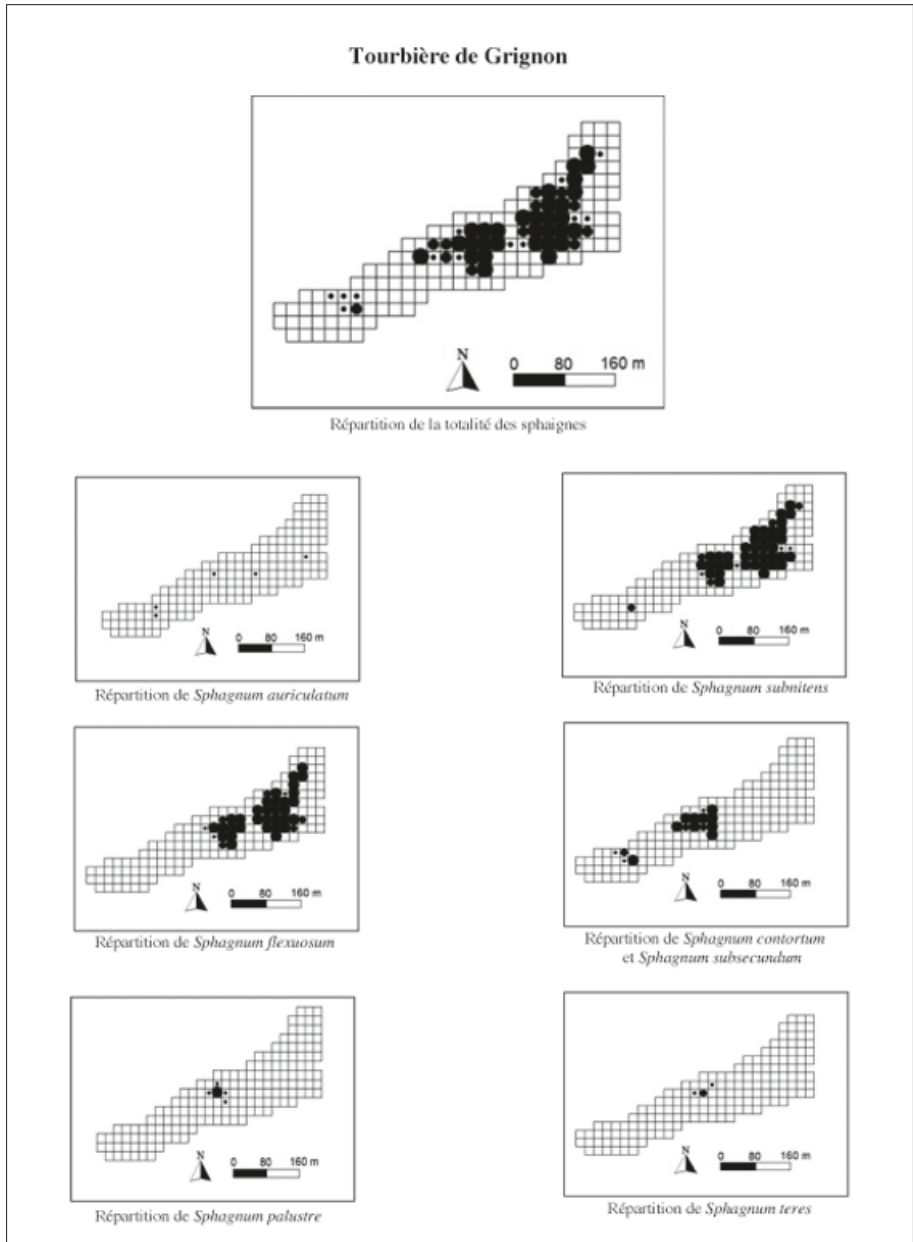 Tourbière de Grignon
N
0 80 160 m
Répartition de la totalité des sphaignes
N
0 80 160 m
Répartition de Sphagnum auriculatum
N
0 80 160 m
Répartition de Sphagnum subnitens
N
0 80 160 m
Répartition de Sphagnum flexuosum
N
0 80 160 m
Répartition de Sphagnum contortum
et Sphagnum subsecundum
N
0 80 160 m
Répartition de Sphagnum palustre
N
0 80 160 m
Répartition de Sphagnum teres